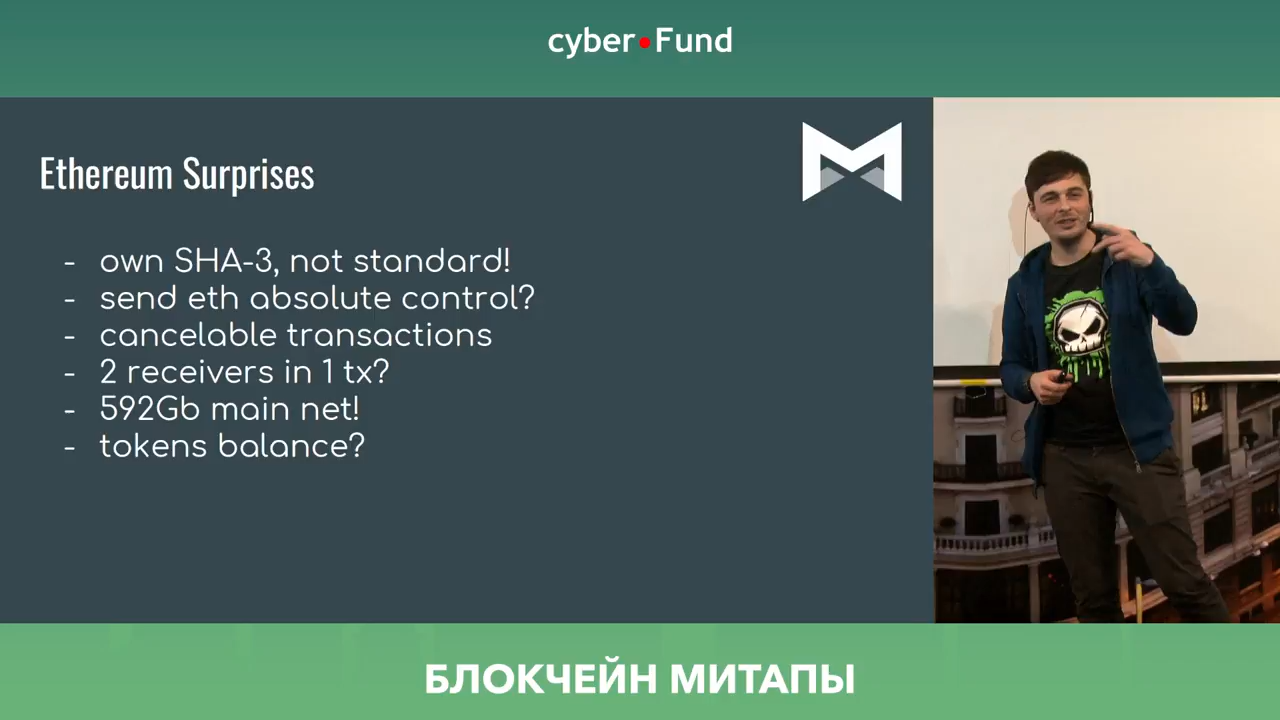 cyber•Fund
Ethereum Surprises
- own SHA-3, not standard!
- send eth absolute control?
- cancelable transactions
- 2 receivers in 1 tx?
- 592Gb main net!
- tokens balance?
БЛОКЧЕЙН МИТАПЫ